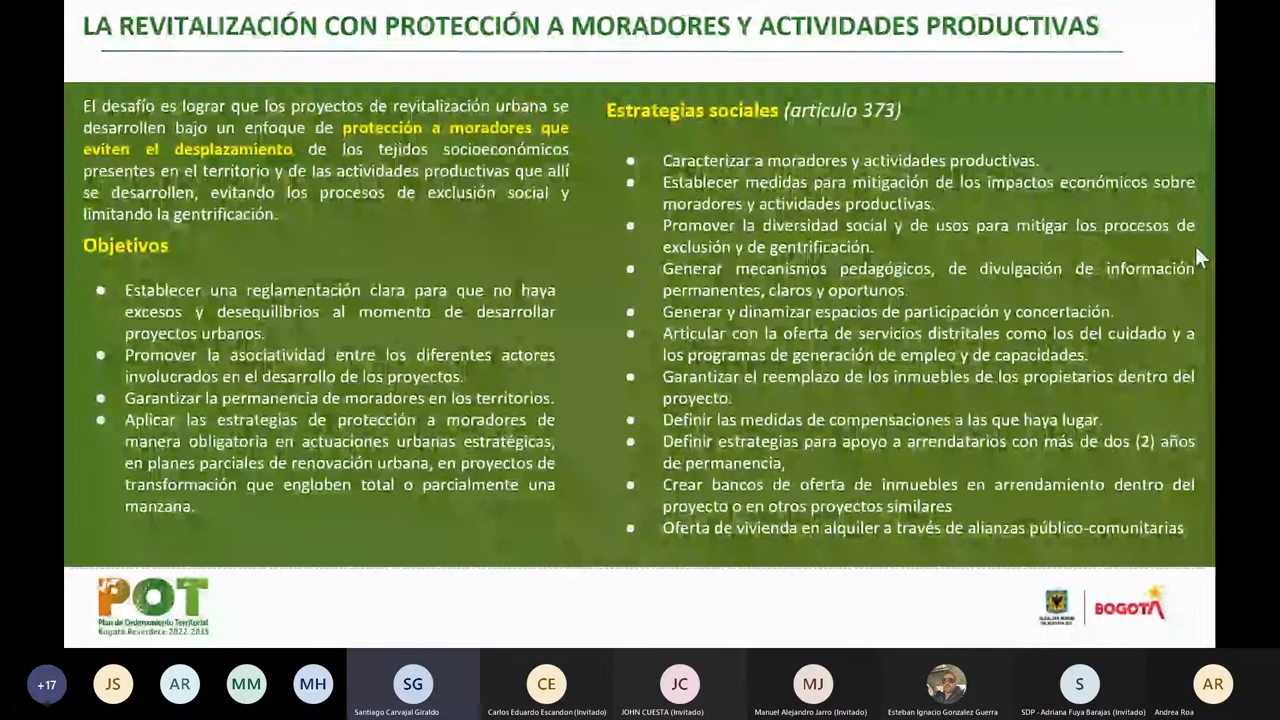 LA REVITALIZACIÓN CON PROTECCIÓN A MORADORES Y ACTIVIDADES PRODUCTIVAS
El desafío es lograr que los proyectos de revitalización urbana se
desarrollen bajo un enfoque de protección a moradores que
eviten el desplazamiento de los tejidos socioeconómicos
presentes en el territorio y de las actividades productivas que allí
se desarrollen, evitando los procesos de exclusión social y
limitando la gentrificación.
Objetivos
● Establecer una reglamentación clara para que no haya
excesos y desequilibrios al momento de desarrollar
proyectos urbanos.
● Promover la asociatividad entre los diferentes actores
involucrados en el desarrollo de los proyectos.
● Garantizar la permanencia de moradores en los territorios.
● Aplicar las estrategias de protección a moradores de
manera obligatoria en actuaciones urbanas estratégicas,
en planes parciales de renovación urbana, en proyectos de
transformación que engloben total o parcialmente una
manzana.
Estrategias sociales (articulo 373)
● Caracterizar a moradores y actividades productivas.
● Establecer medidas para mitigación de los impactos económicos sobre
moradores y actividades productivas.
● Promover la diversidad social y de usos para mitigar los procesos de
exclusión y de gentrificación.
● Generar mecanismos pedagógicos, de divulgación de información
permanentes, claros y oportunos.
● Generar y dinamizar espacios de participación y concertación.
● Articular con la oferta de servicios distritales como los del cuidado y a
los programas de generación de empleo y de capacidades.
● Garantizar el reemplazo de los inmuebles de los propietarios dentro del
proyecto.
● Definir las medidas de compensaciones a las que haya lugar.
● Definir estrategias para apoyo a arrendatarios con más de dos (2) años
de permanencia,
● Crear bancos de oferta de inmuebles en arrendamiento dentro del
proyecto o en otros proyectos similares
● Oferta de vivienda en alquiler a través de alianzas público-comunitarias
POT
Plan de Ordenamiento Territorial
Bogotá Reverdece 2022-2035
BOGOTÁ
+17
JS
AR
MM
MH
SG
CE
JC
MJ
S
AR
Santiago Carvajal Giraldo
Carlos Eduardo Escandon (Invitado)
JOHN CUESTA (Invitado)
Manuel Alejandro Jarro (Invitado)
Esteban Ignacio Gonzalez Guerra
SDP - Adriana Fuya Barajas (Invitado)
Andrea Roa